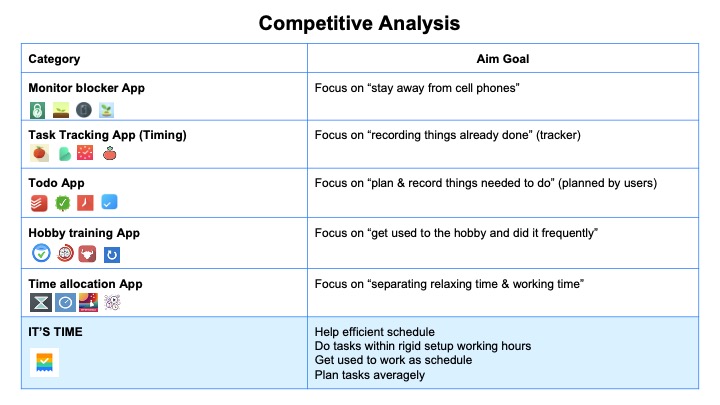 Competitive Analysis
Category
Aim Goal
Monitor blocker App
Focus on “stay away from cell phones”
Task Tracking App (Timing)
Focus on “recording things already done” (tracker)
Todo App
Focus on “plan & record things needed to do” (planned by users)
Hobby training App
Focus on “get used to the hobby and did it frequently”
Time allocation App
Focus on “separating relaxing time & working time”
IT’S TIME
Help efficient schedule
Do tasks within rigid setup working hours
Get used to work as schedule
Plan tasks averagely